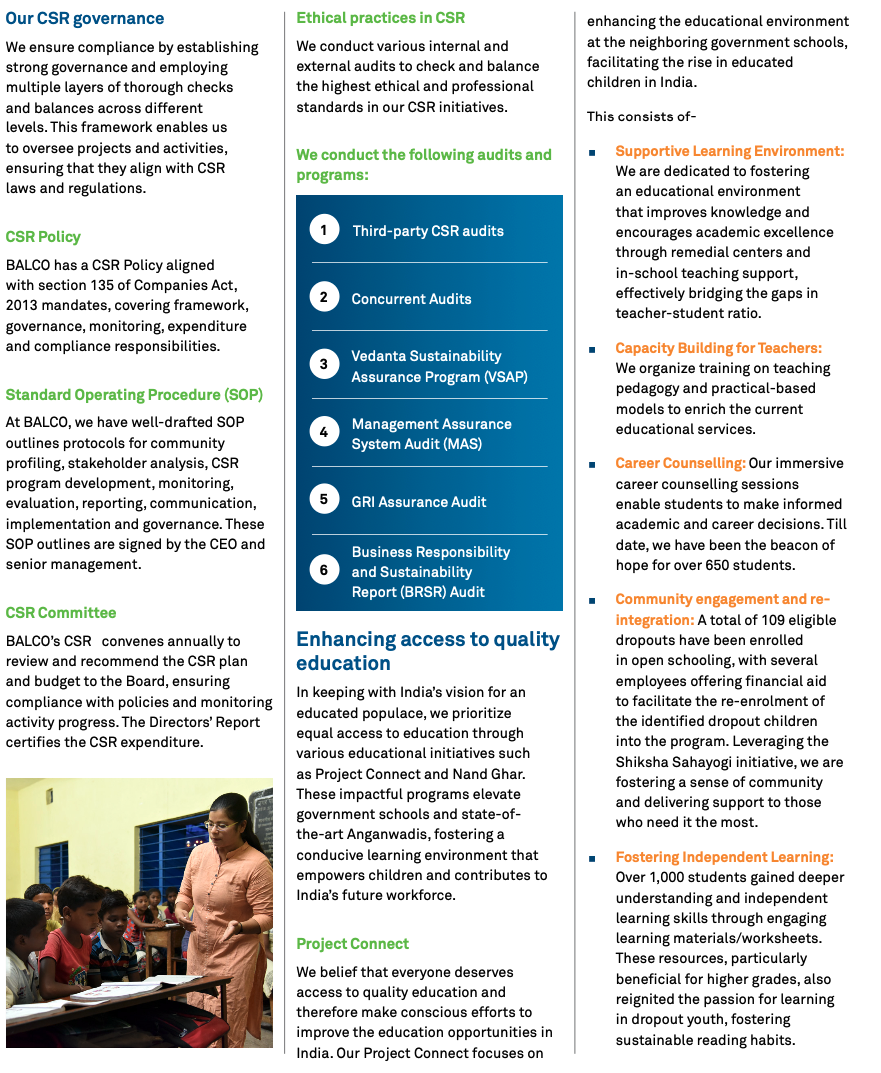 Our CSR governance
We ensure compliance by establishing
strong governance and employing
multiple layers of thorough checks
and balances across different
levels. This framework enables us
to oversee projects and activities,
ensuring that they align with CSR
laws and regulations.
CSR Policy
BALCO has a CSR Policy aligned
with section 135 of Companies Act,
2013 mandates, covering framework,
governance, monitoring, expenditure
and compliance responsibilities.
Standard Operating Procedure (SOP)
At BALCO, we have well-drafted SOP
outlines protocols for community
profiling, stakeholder analysis, CSR
program development, monitoring,
evaluation, reporting, communication,
implementation and governance. These
SOP outlines are signed by the CEO and
senior management.
CSR Committee
BALCO's CSR convenes annually to
review and recommend the CSR plan
and budget to the Board, ensuring
compliance with policies and monitoring
activity progress. The Directors' Report
certifies the CSR expenditure.
Ethical practices in CSR
We conduct various internal and
external audits to check and balance
the highest ethical and professional
standards in our CSR initiatives.
We conduct the following audits and
programs:
1 Third-party CSR audits
2 Concurrent Audits
3 Vedanta Sustainability
Assurance Program (VSAP)
4 Management Assurance
System Audit (MAS)
5 GRI Assurance Audit
6 Business Responsibility
and Sustainability
Report (BRSR) Audit
Enhancing access to quality
education
In keeping with India's vision for an
educated populace, we prioritize
equal access to education through
various educational initiatives such
as Project Connect and Nand Ghar.
These impactful programs elevate
government schools and state-of-
the-art Anganwadis, fostering a
conducive learning environment that
empowers children and contributes to
India's future workforce.
Project Connect
We belief that everyone deserves
access to quality education and
therefore make conscious efforts to
improve the education opportunities in
India. Our Project Connect focuses on
enhancing the educational environment
at the neighboring government schools,
facilitating the rise in educated
children in India.
This consists of-
▪ Supportive Learning Environment:
We are dedicated to fostering
an educational environment
that improves knowledge and
encourages academic excellence
through remedial centers and
in-school teaching support,
effectively bridging the gaps in
teacher-student ratio.
▪ Capacity Building for Teachers:
We organize training on teaching
pedagogy and practical-based
models to enrich the current
educational services.
▪ Career Counselling: Our immersive
career counselling sessions
enable students to make informed
academic and career decisions. Till
date, we have been the beacon of
hope for over 650 students.
▪ Community engagement and re-
integration: A total of 109 eligible
dropouts have been enrolled
in open schooling, with several
employees offering financial aid
to facilitate the re-enrolment of
the identified dropout children
into the program. Leveraging the
Shiksha Sahayogi initiative, we are
fostering a sense of community
and delivering support to those
who need it the most.
▪ Fostering Independent Learning:
Over 1,000 students gained deeper
understanding and independent
learning skills through engaging
learning materials/worksheets.
These resources, particularly
beneficial for higher grades, also
reignited the passion for learning
in dropout youth, fostering
sustainable reading habits.